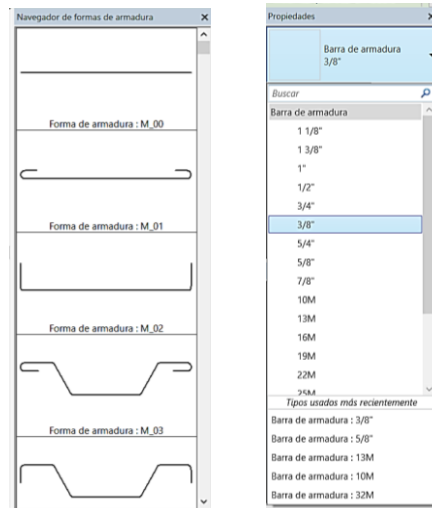 Navegador de formas de armadura
Forma de armadura : M_00
Forma de armadura : M_01
Forma de armadura : M_02
Forma de armadura : M_03
Propiedades
Barra de armadura
3/8"
Buscar
Barra de armadura
1 1/8"
1 3/8"
1"
1/2"
3/4"
3/8"
5/4"
5/8"
7/8"
10M
13M
16M
19M
22M
25M
Tipos usados más recientemente
Barra de armadura : 3/8"
Barra de armadura : 5/8"
Barra de armadura : 13M
Barra de armadura : 10M
Barra de armadura : 32M